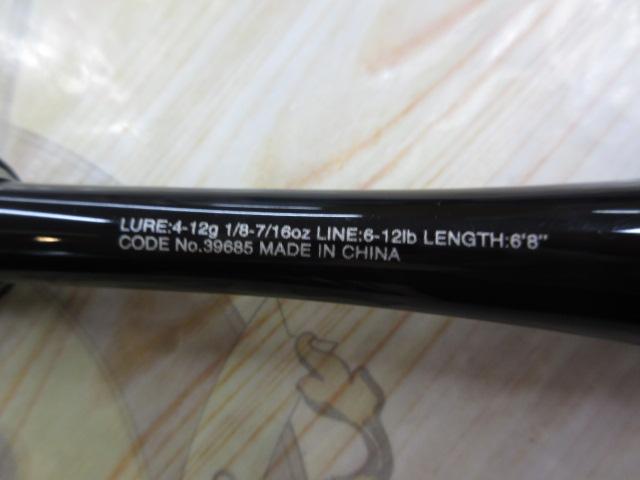 LURE:4-12g 1/8-7/16oz LINE:6-12lb LENGTH:6'8"
CODE No.39685 MADE IN CHINA